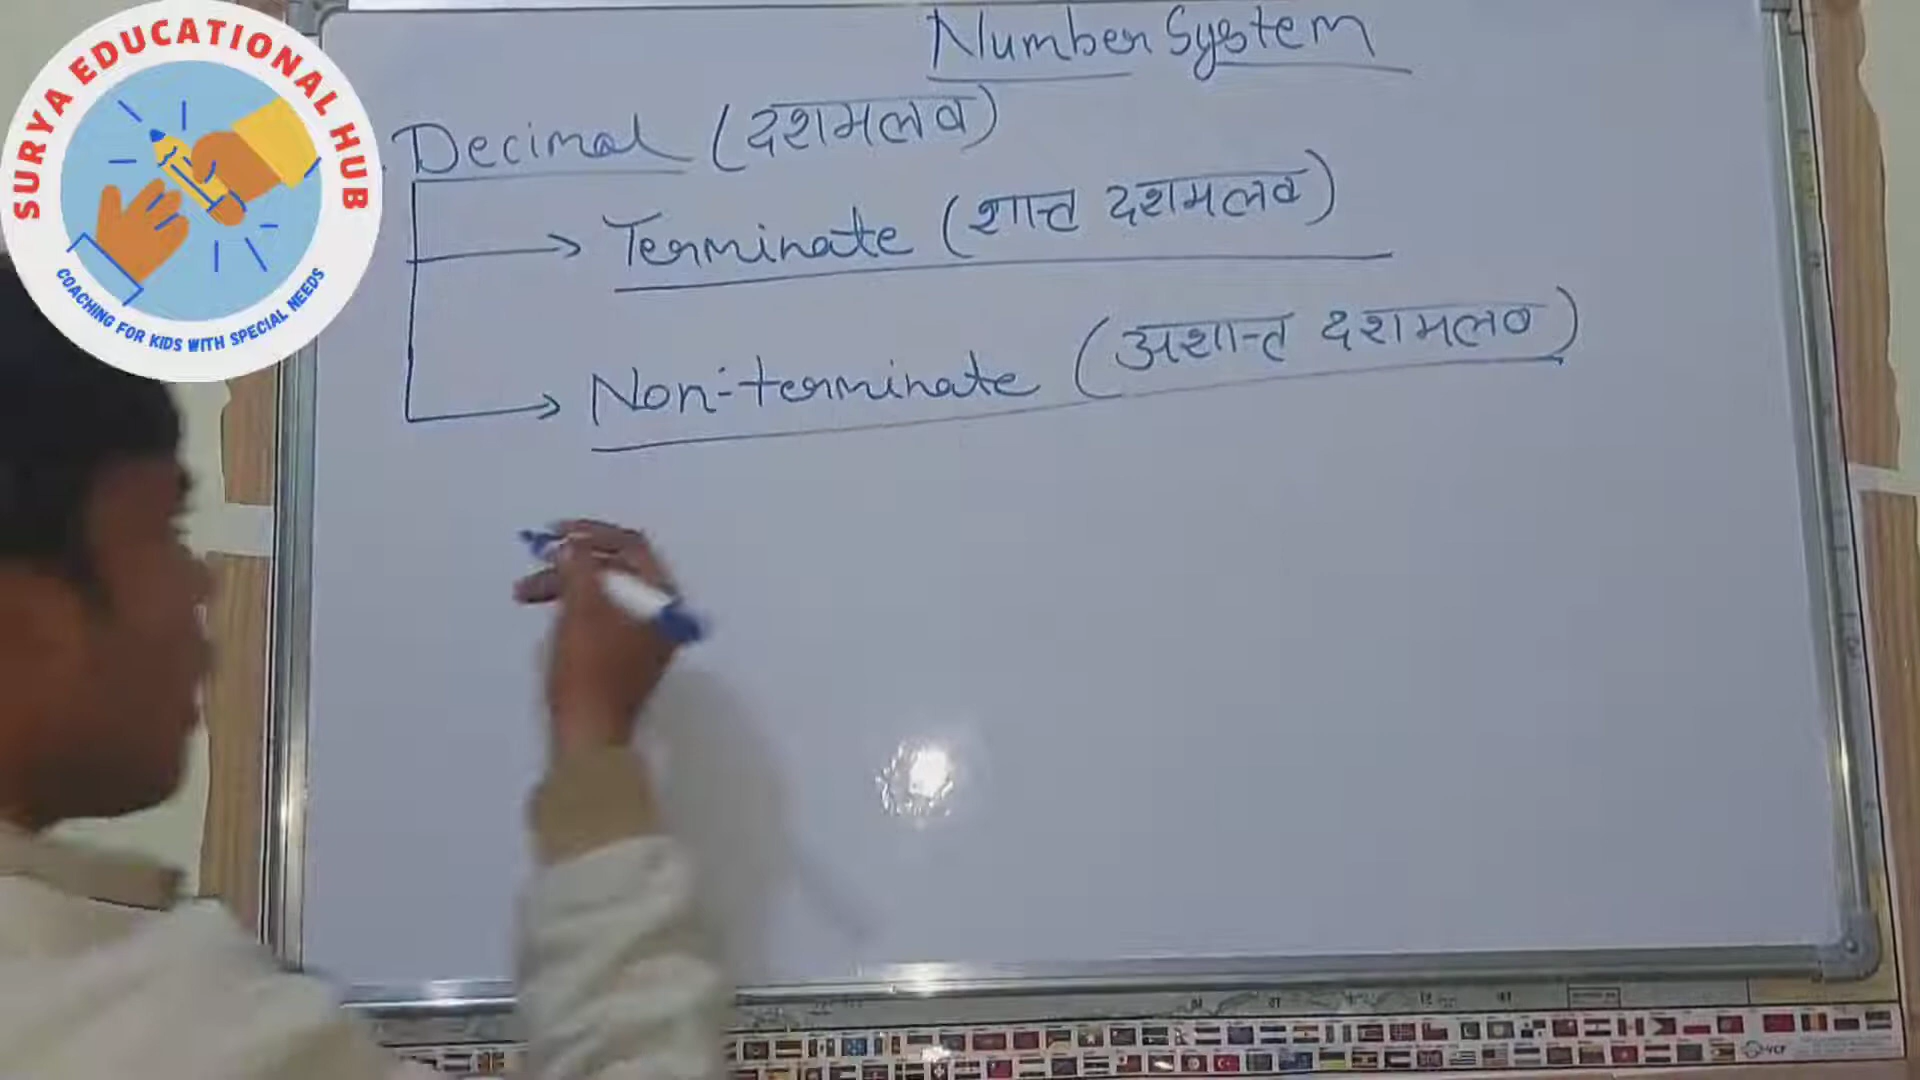 SURYA EDUCATIONAL HUB
COACHING FOR KIDS WITH SPECIAL NEEDS
Number System
Decimal (दशमलव)
Terminate (शान्त दशमलव)
Non-terminate (अशान्त दशमलव)